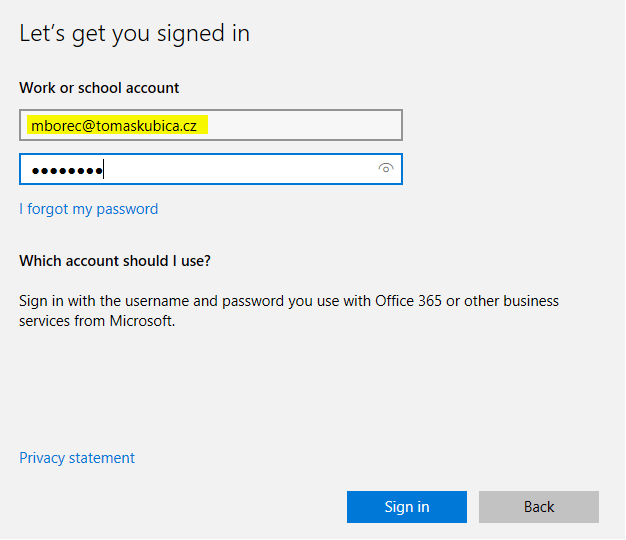 Let's get you signed in
Work or school account
mborec@tomaskubica.cz
●●●●●●●●
I forgot my password
Which account should I use?
Sign in with the username and password you use with Office 365 or other business
services from Microsoft.
Privacy statement
Sign in
Back